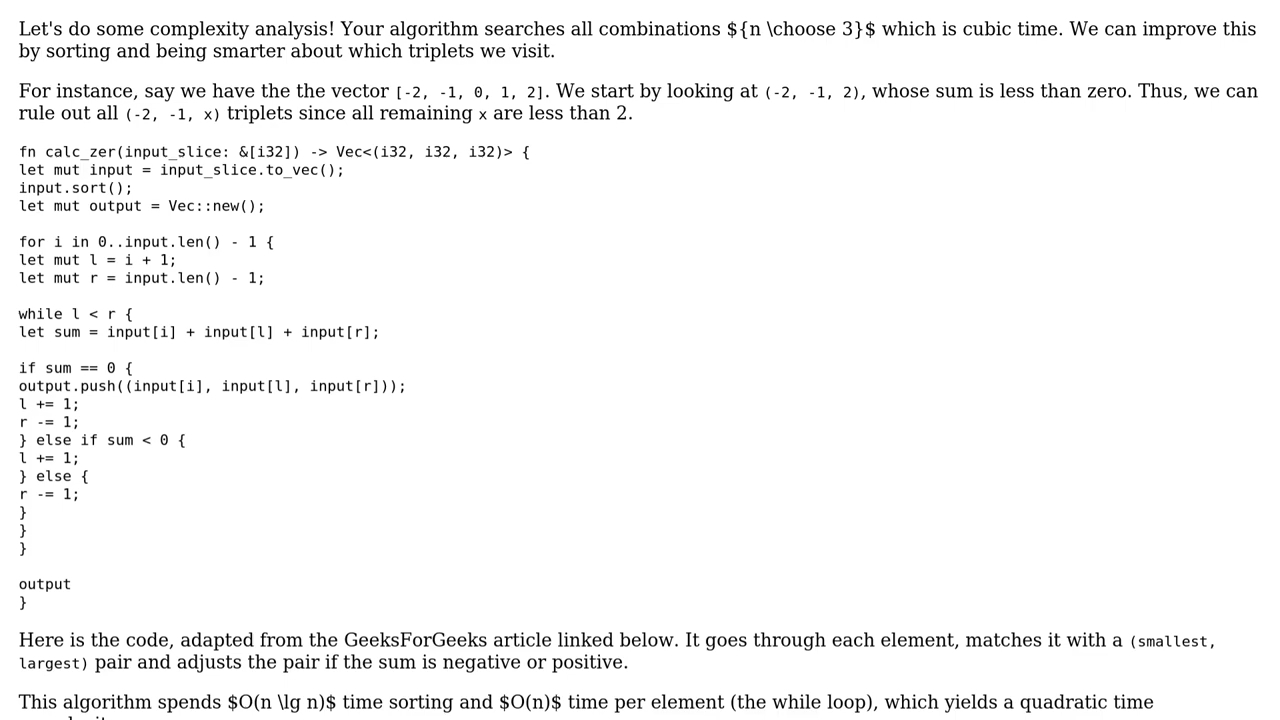 Let's do some complexity analysis! Your algorithm searches all combinations ${n \choose 3}$ which is cubic time. We can improve this
by sorting and being smarter about which triplets we visit.
For instance, say we have the the vector [-2, -1, 0, 1, 2]. We start by looking at (-2, -1, 2), whose sum is less than zero. Thus, we can
rule out all (-2, -1, x) triplets since all remaining x are less than 2.
fn calc_zer(input_slice: &[i32]) -> Vec<(i32, i32, i32)> {
let mut input = input_slice.to_vec();
input.sort();
let mut output = Vec::new();
for i in 0..input.len() - 1 {
let mut l = i + 1;
let mut r = input.len() - 1;
while l < r {
let sum = input[i] + input[l] + input[r];
if sum == 0 {
output.push((input[i], input[l], input[r]));
l += 1;
r -= 1;
} else if sum < 0 {
l += 1;
} else {
r -= 1;
}
}
}
output
}
Here is the code, adapted from the GeeksForGeeks article linked below. It goes through each element, matches it with a (smallest,
largest) pair and adjusts the pair if the sum is negative or positive.
This algorithm spends $O(n \lg n)$ time sorting and $O(n)$ time per element (the while loop), which yields a quadratic time